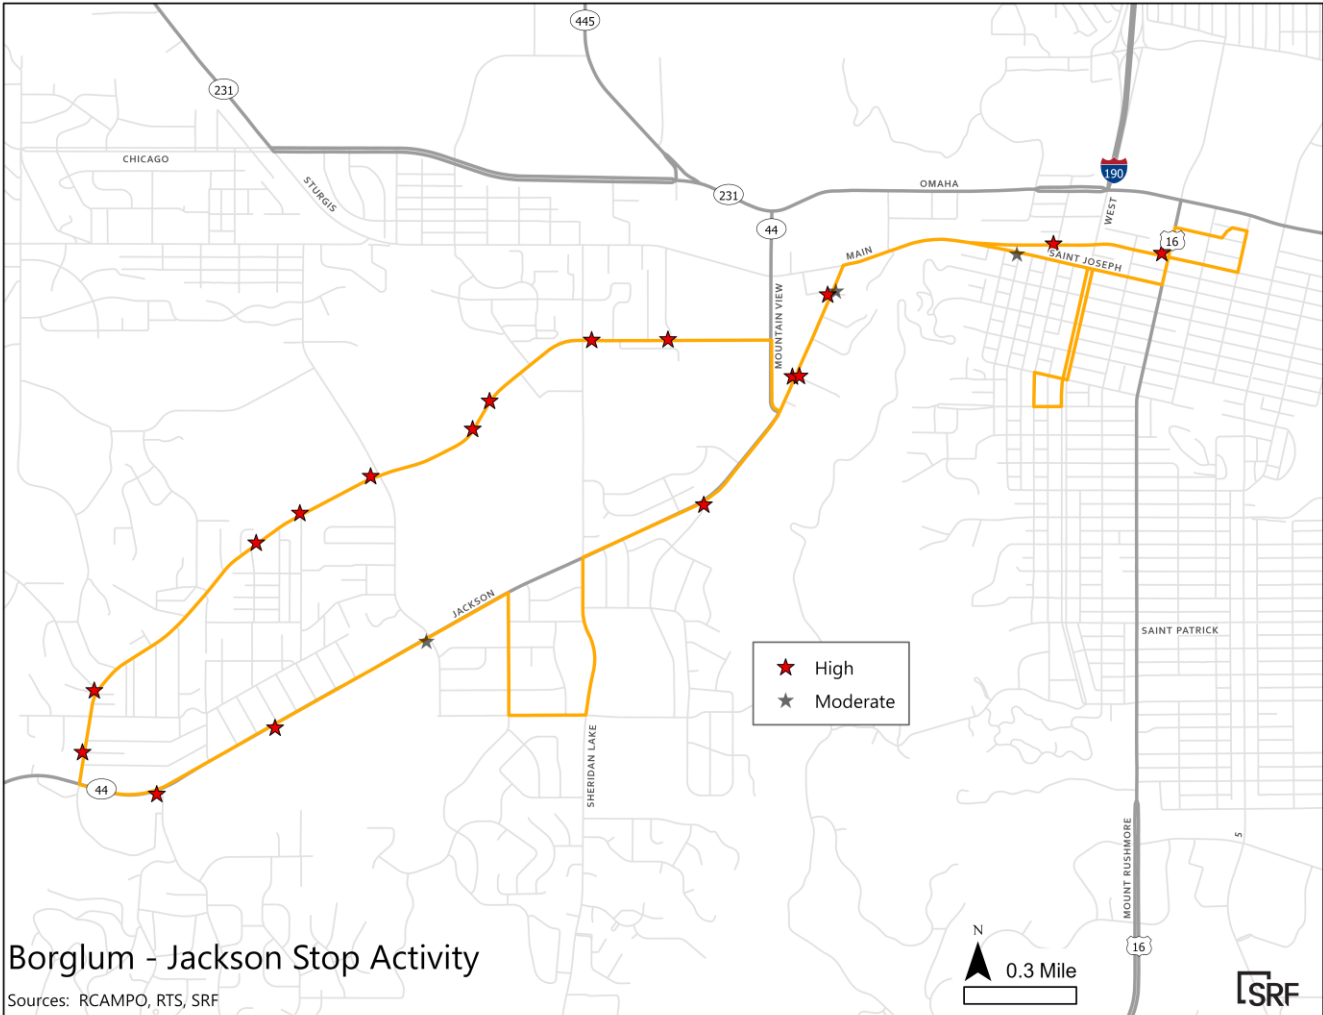 445
231
CHICAGO
STURGIS
190
OMAHA
231
WEST
44
16
MAIN
SAINT JOSEPH
MOUNTAIN VIEW
JACKSON
SAINT PATRICK
High
Moderate
SHERIDAN LAKE
44
MOUNT RUSHMORE
5
N
16
Borglum - Jackson Stop Activity
0.3 Mile
Sources: RCAMPO, RTS, SRF
SRF